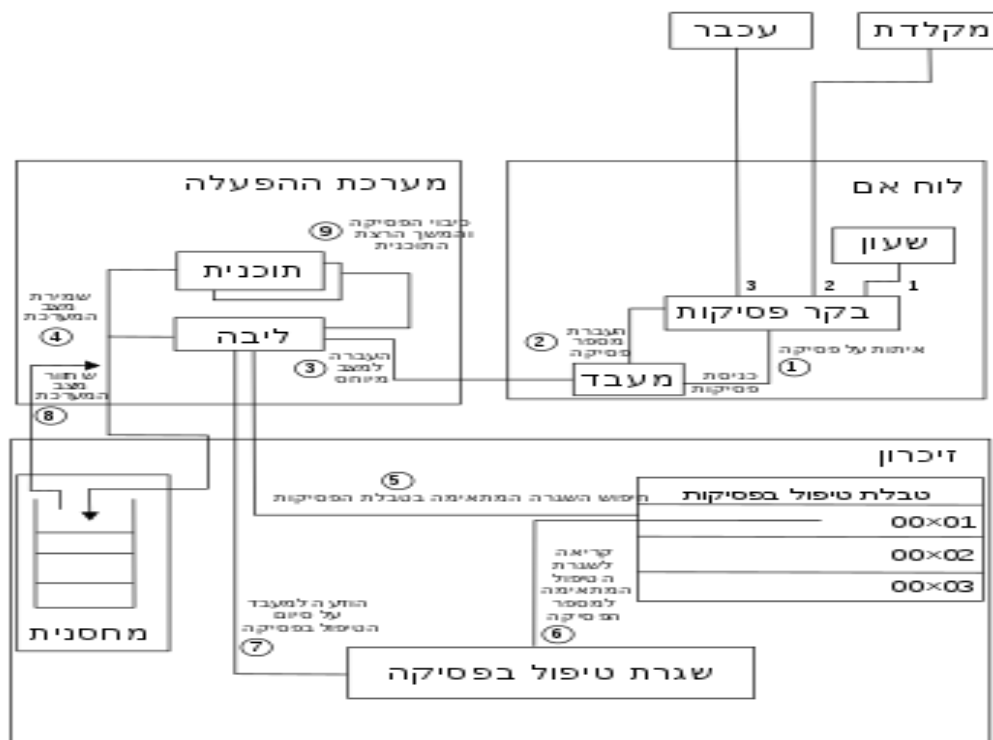 עכבר
מקלדת
מערכת ההפעלה
לוח אם
9
כיבוי הפסיקה
והמשך הרצת
התוכנית
תוכנית
שעון
3
2
1
בקר פסיקות
שמירת
מצב
המערכת
4
ליבה
העברה
למצב
מיוחס
3
העברת
מספר
פסיקה
2
איתות על פסיקה
1
מעבד
כניסת
פסיקות
שחזור
מצב
המערכת
8
זיכרון
5
חיפוש השגרה המתאימה בטבלת הפסיקות
טבלת טיפול בפסיקות
00×01
00×02
00×03
קריאה
לשגרת
הטיפול
המתאימה
למספר
הפסיקה
6
הודעה למעבד
על סיום
הטיפול בפסיקה
7
מחסנית
שגרת טיפול בפסיקה